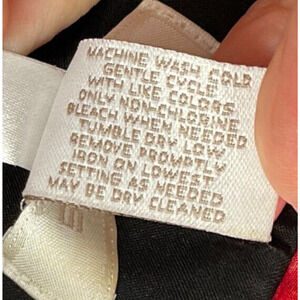 MACHINE WASH COLD
GENTLE CYCLE
WITH LIKE COLORS
ONLY NON-CHLORINE
BLEACH WHEN NEEDED
TUMBLE DRY LOW
REMOVE PROMPTLY
IRON ON LOWEST
SETTING AS NEEDED
MAY BE DRY CLEANED